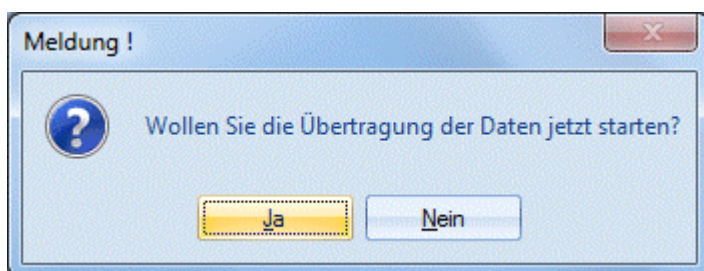 Meldung !
Wollen Sie die Übertragung der Daten jetzt starten?
Ja Nein